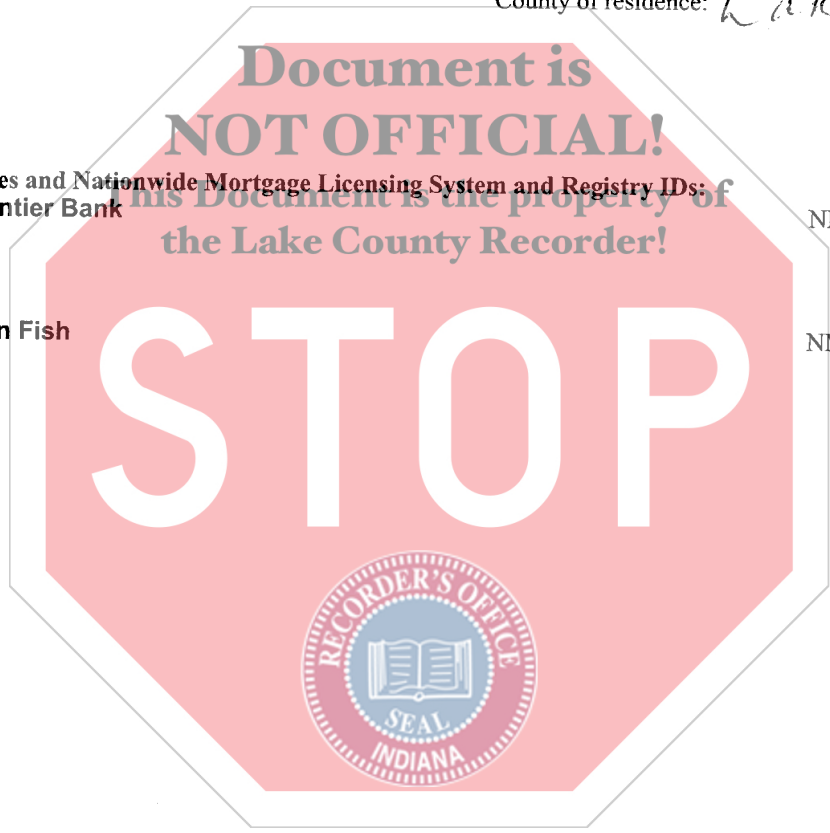 County of residence:
Document is
NOT OFFICIAL!
es and Nationwide Mortgage Licensing System and Registry IDs:
ntier Bank
This Document is the property of
the Lake County Recorder!
n Fish
STOP
RECORDER'S OFFICE
SEAL
INDIANA